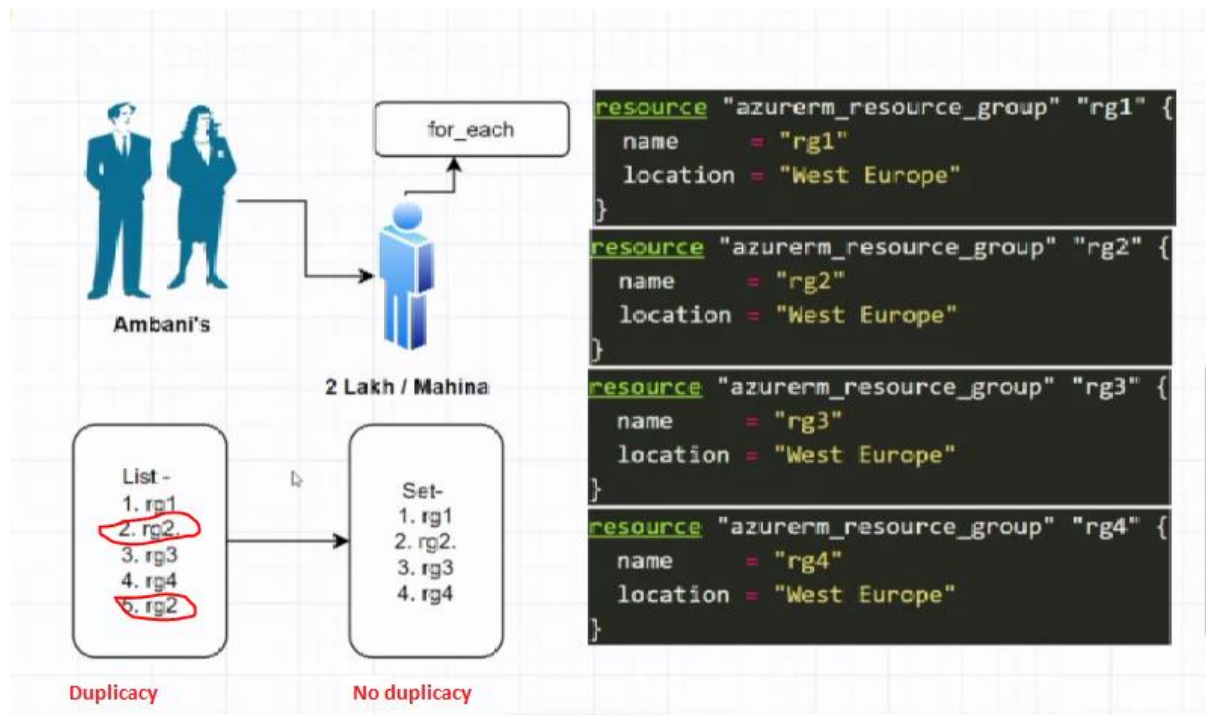 for_each
Ambani's
2 Lakh / Mahina
List -
1. rg1
2. rg2.
3. rg3
4. rg4
5. rg2
Set-
1. rg1
2. rg2.
3. rg3
4. rg4
Duplicacy
No duplicacy
resource "azurerm_resource_group" "rg1" {
name = "rg1"
location = "West Europe"
}
resource "azurerm_resource_group" "rg2" {
name = "rg2"
location = "West Europe"
}
resource "azurerm_resource_group" "rg3" {
name = "rg3"
location = "West Europe"
}
resource "azurerm_resource_group" "rg4" {
name = "rg4"
location = "West Europe"
}